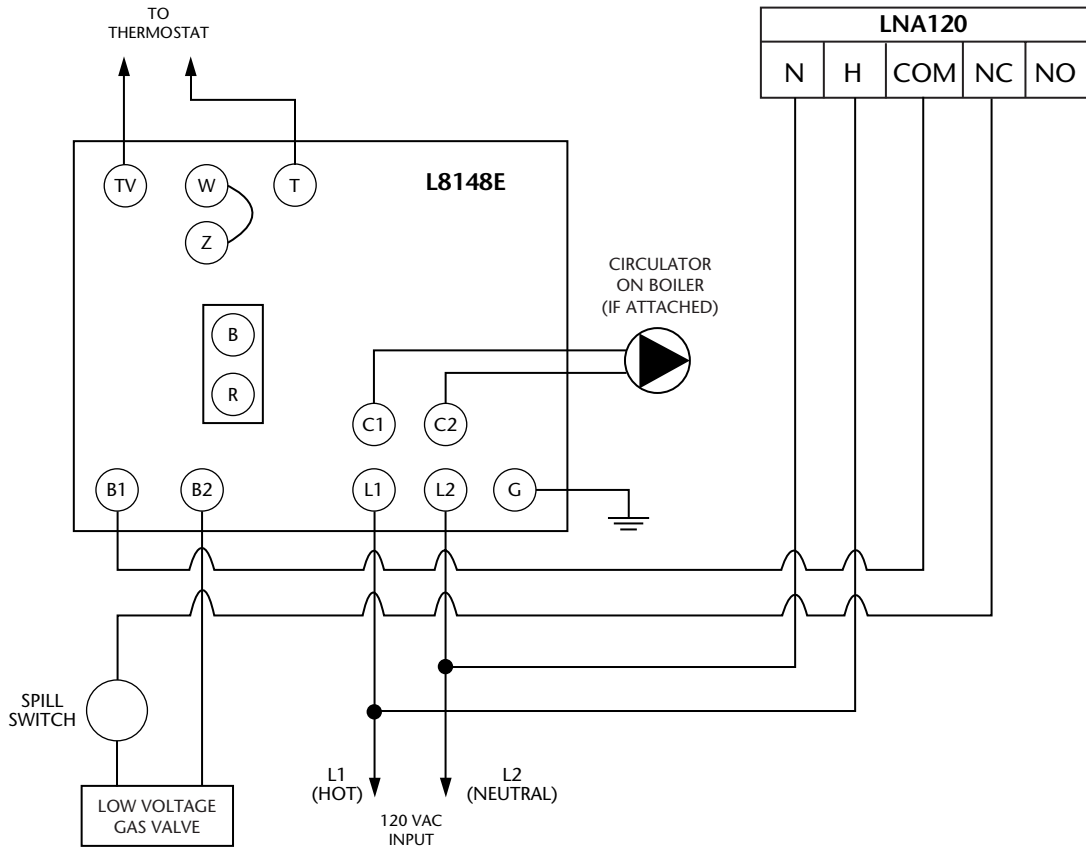 TO
THERMOSTAT
LNA120
N H COM NC NO
TV W T L8148E
Z
CIRCULATOR
ON BOILER
(IF ATTACHED)
B
R
C1 C2
B1 B2 L1 L2 G
SPILL
SWITCH
LOW VOLTAGE
GAS VALVE
L1
(HOT)
L2
(NEUTRAL)
120 VAC
INPUT